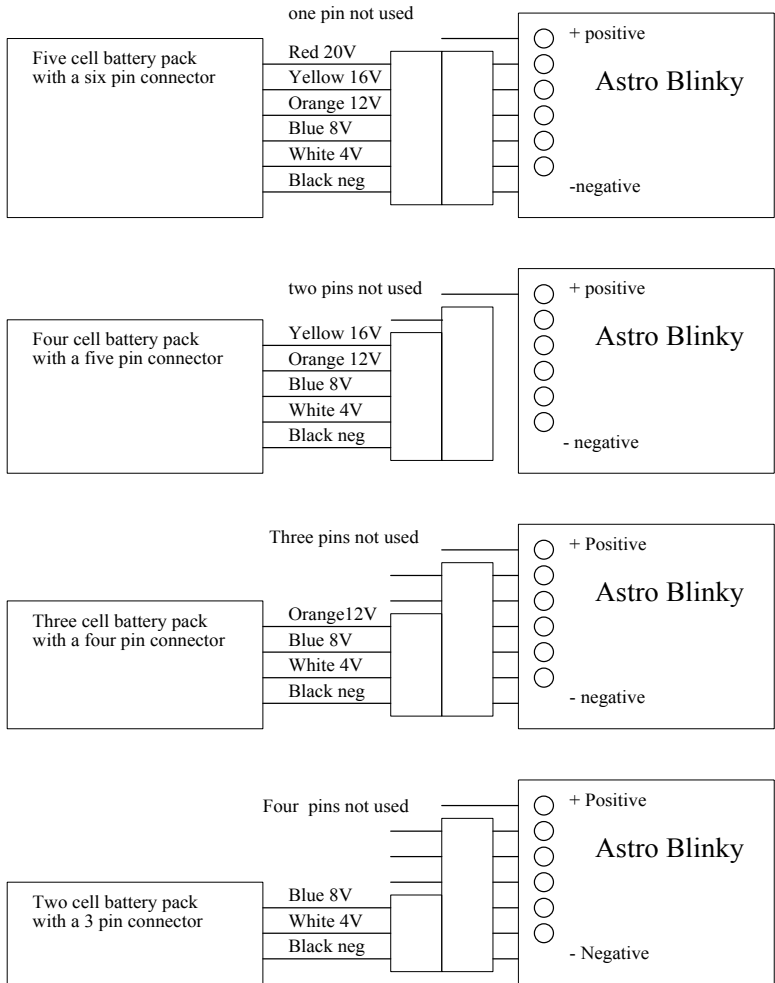 one pin not used
Five cell battery pack
with a six pin connector
Red 20V
Yellow 16V
Orange 12V
Blue 8V
White 4V
Black neg
+ positive
Astro Blinky
-negative
two pins not used
Four cell battery pack
with a five pin connector
Yellow 16V
Orange 12V
Blue 8V
White 4V
Black neg
+ positive
Astro Blinky
- negative
Three pins not used
Three cell battery pack
with a four pin connector
Orange12V
Blue 8V
White 4V
Black neg
+ Positive
Astro Blinky
- negative
Four pins not used
Two cell battery pack
with a 3 pin connector
Blue 8V
White 4V
Black neg
+ Positive
Astro Blinky
- Negative